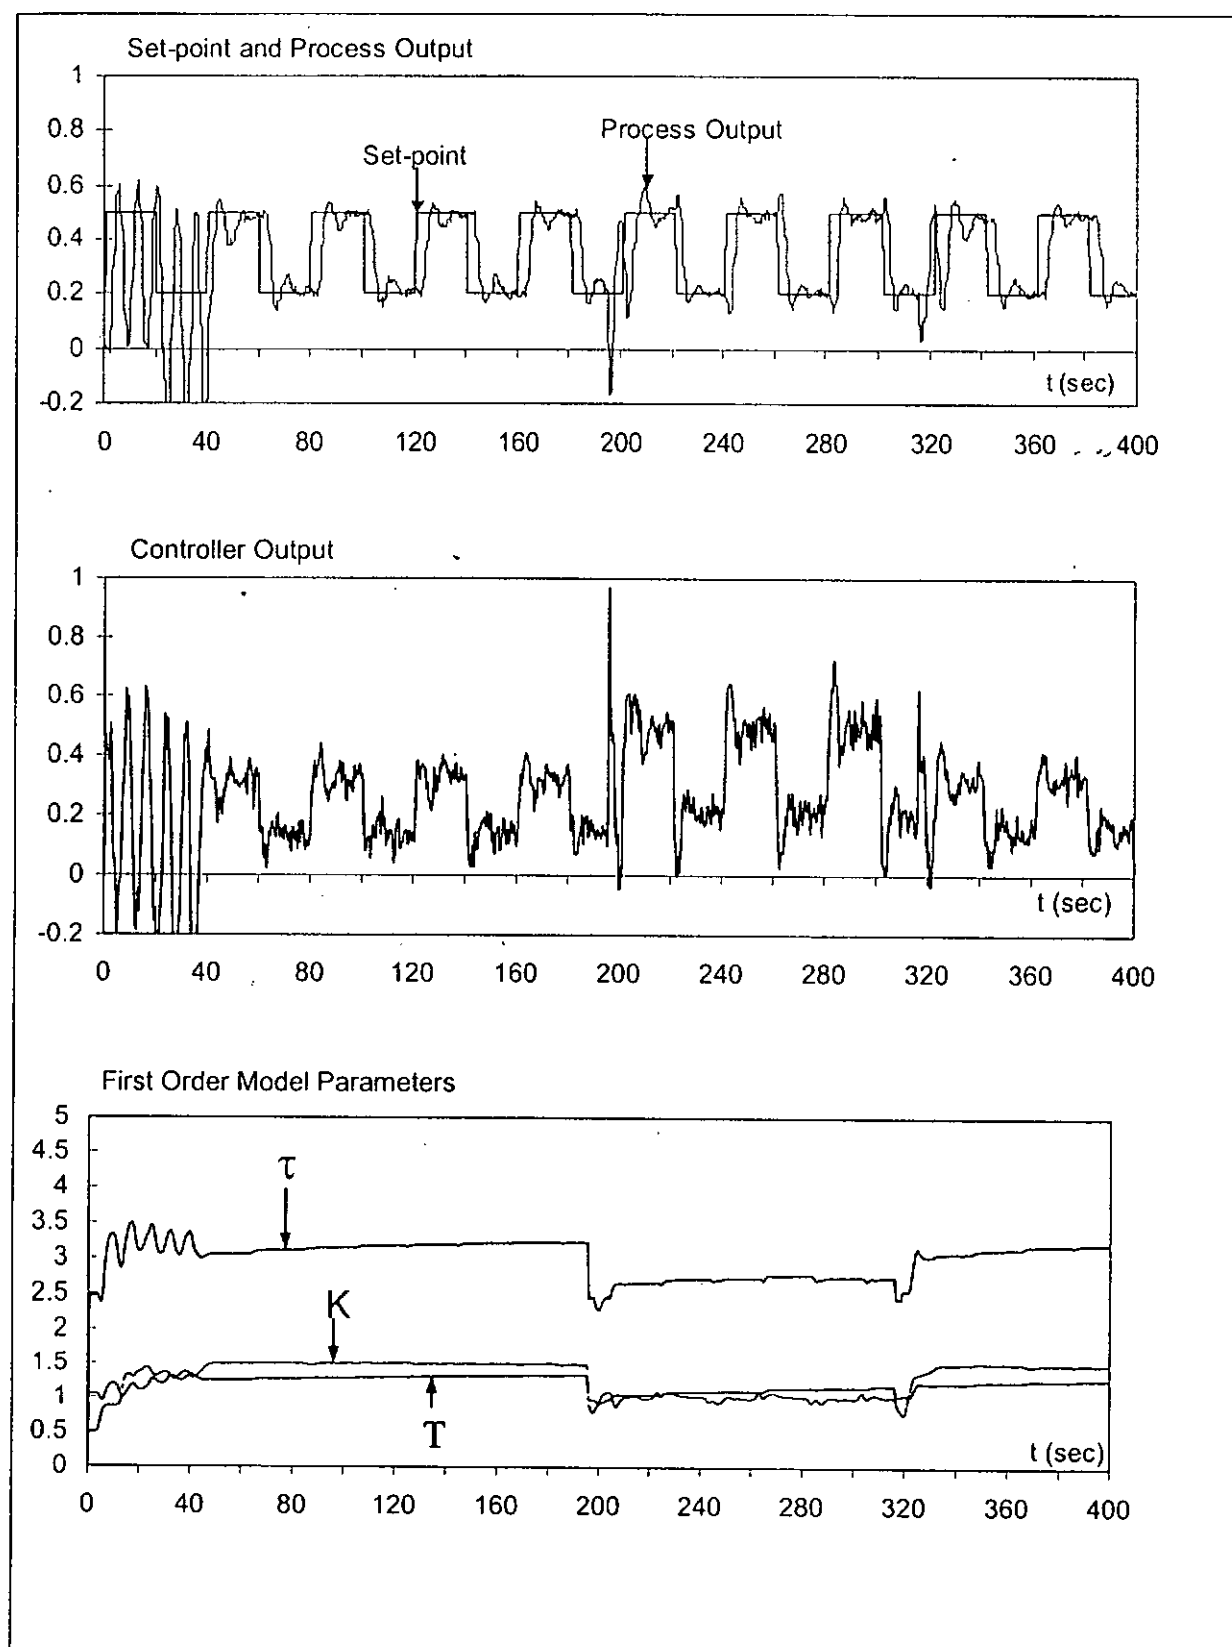 Set-point and Process Output
1
0.8
0.6
0.4
0.2
0
-0.2
Process Output
Set-point
t (sec)
0 40 80 120 160 200 240 280 320 360 400
Controller Output
1
0.8
0.6
0.4
0.2
0
-0.2
t (sec)
0 40 80 120 160 200 240 280 320 360 400
First Order Model Parameters
5
4.5
4
3.5
3
2.5
2
1.5
1
0.5
0
τ
K
T
t (sec)
0 40 80 120 160 200 240 280 320 360 400